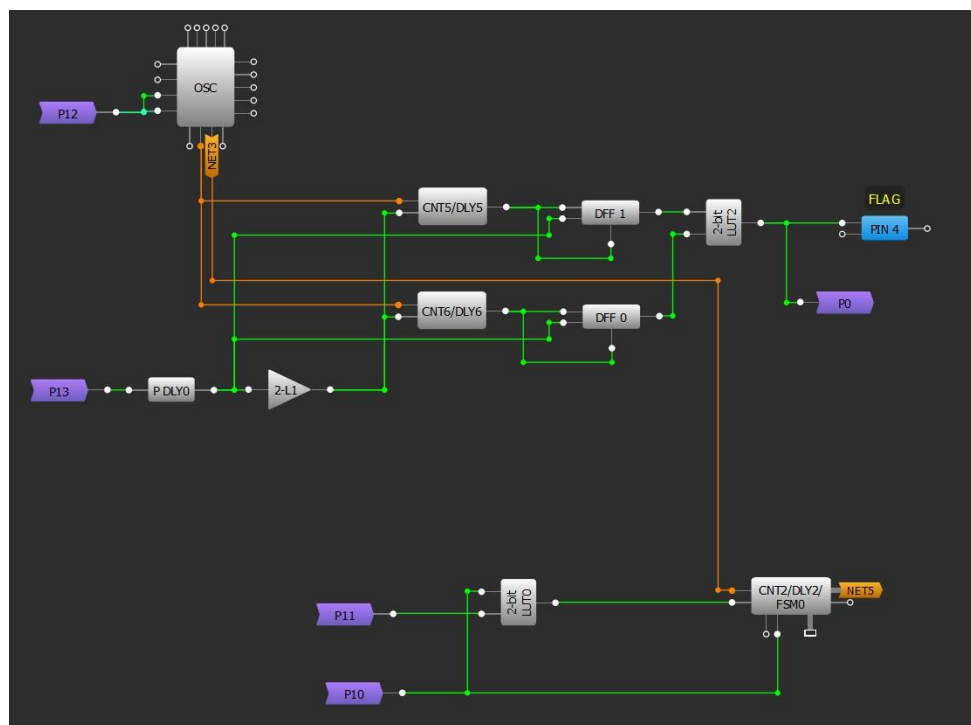 OSC
P12
NET3
CNT5/DLY5
DFF 1
2-bit
LUT2
FLAG
PIN 4
P0
CNT6/DLY6
DFF 0
P13
P DLY0
2-L1
P11
2-bit
LUT0
CNT2/DLY2/
FSM0
NET5
P10